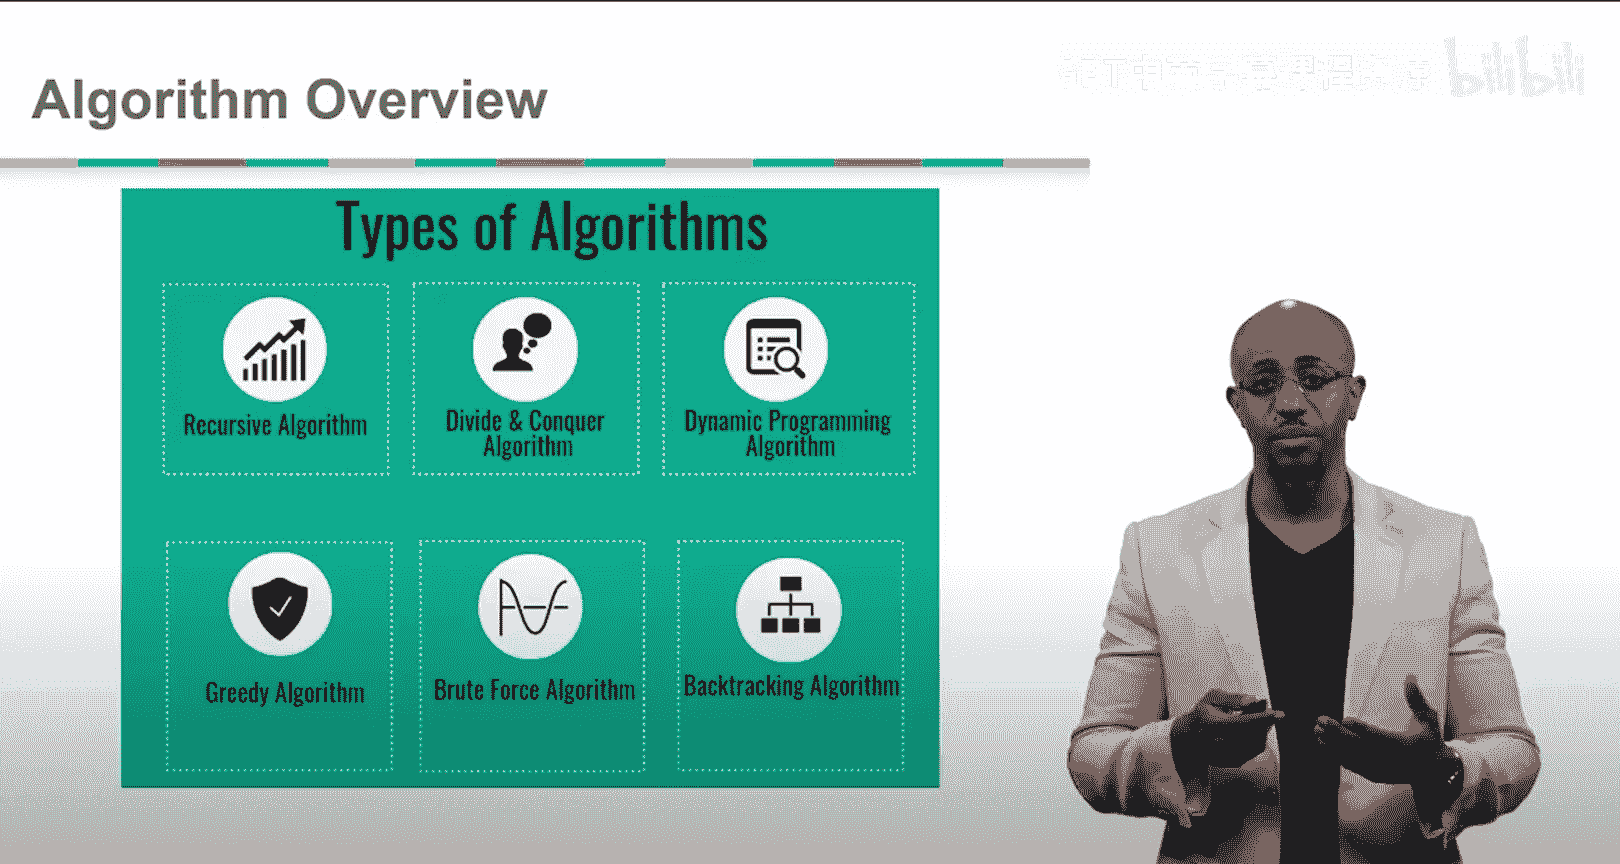 bilibili
Algorithm Overview
Types of Algorithms
Recursive Algorithm
Divide & Conquer
Algorithm
Dynamic Programming
Algorithm
Greedy Algorithm
Brute Force Algorithm
Backtracking Algorithm